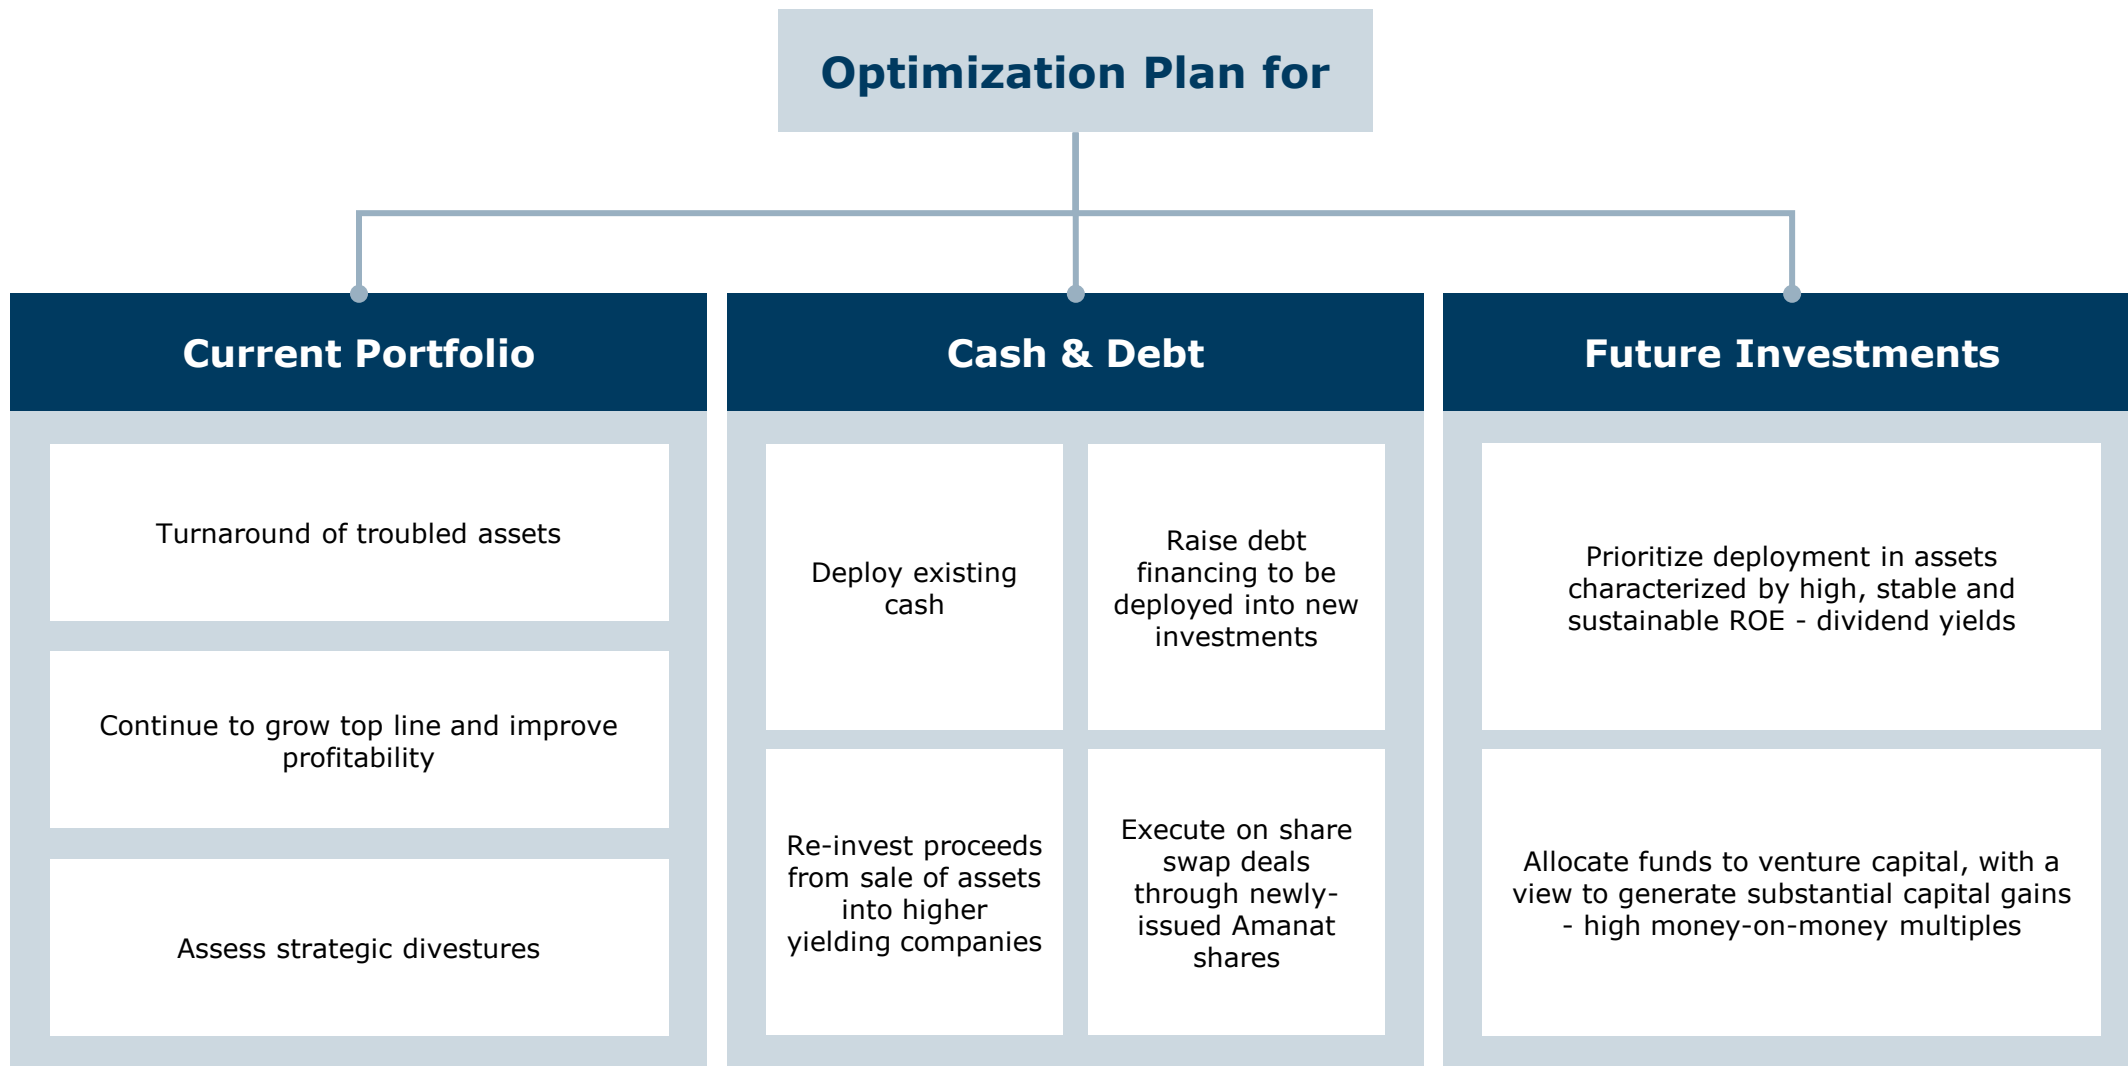 Optimization Plan for
Current Portfolio
Turnaround of troubled assets
Continue to grow top line and improve
profitability
Assess strategic divestures
Cash & Debt
Deploy existing
cash
Raise debt
financing to be
deployed into new
investments
Re-invest proceeds
from sale of assets
into higher
yielding companies
Execute on share
swap deals
through newly-
issued Amanat
shares
Future Investments
Prioritize deployment in assets
characterized by high, stable and
sustainable ROE - dividend yields
Allocate funds to venture capital, with a
view to generate substantial capital gains
- high money-on-money multiples